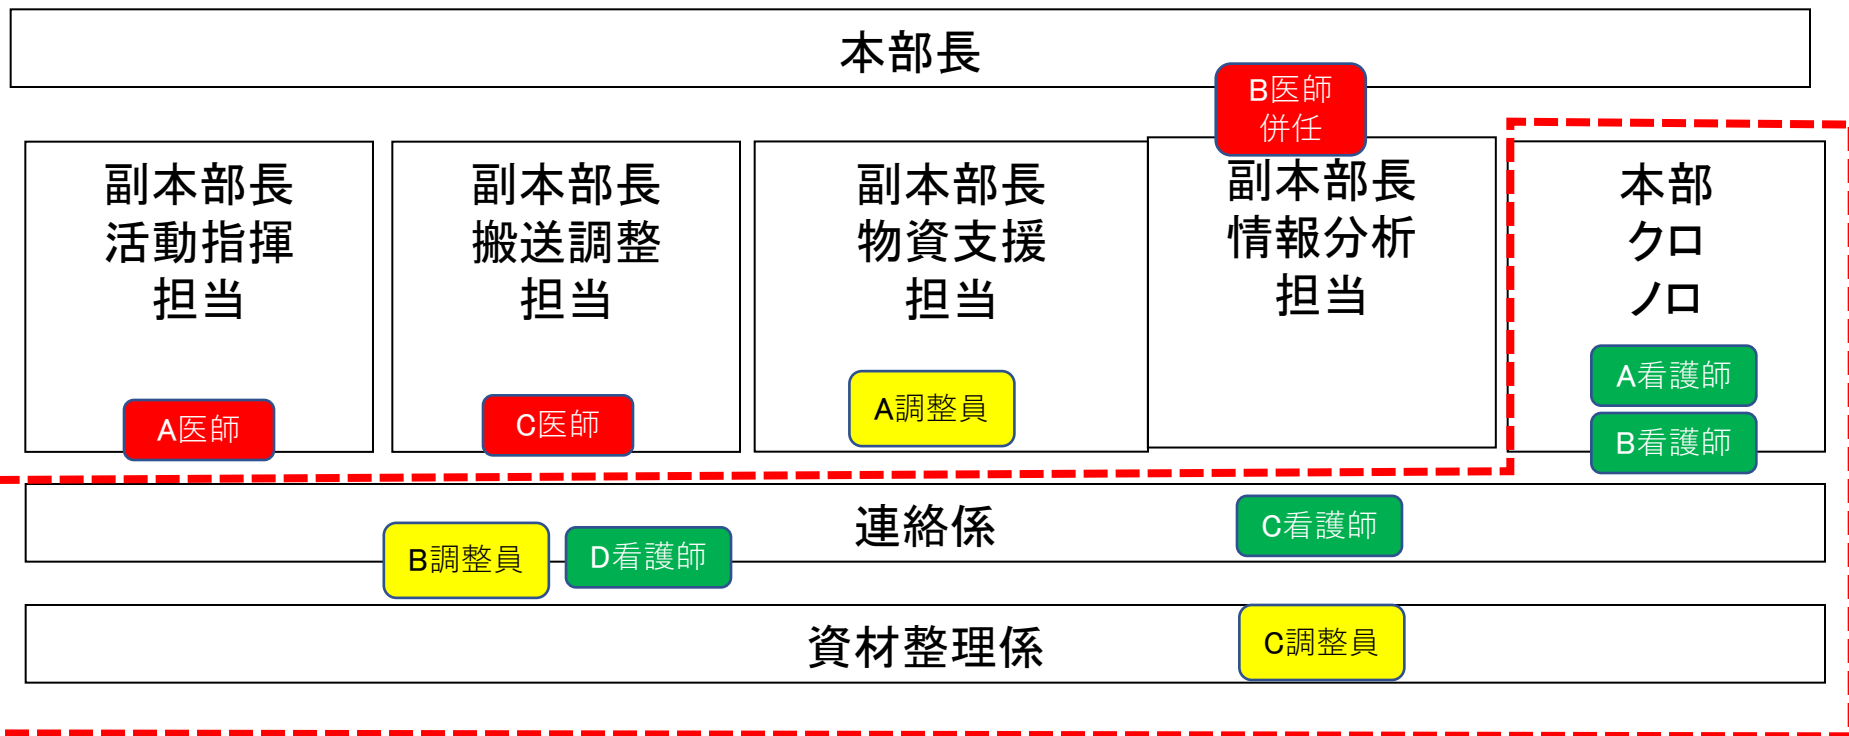 本部長
B医師
併任
副本部長
活動指揮
担当
A医師
副本部長
搬送調整
担当
C医師
副本部長
物資支援
担当
A調整員
副本部長
情報分析
担当
本部
クロ
ノロ
A看護師
B看護師
連絡係
B調整員
D看護師
C看護師
資材整理係
C調整員